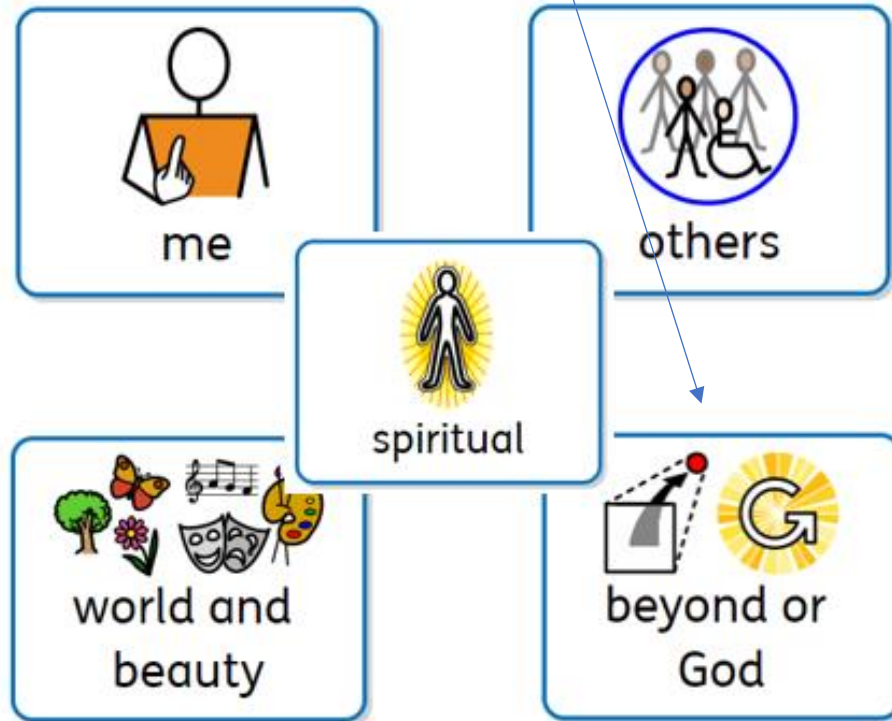 me
others
spiritual
world and
beauty
beyond or
God